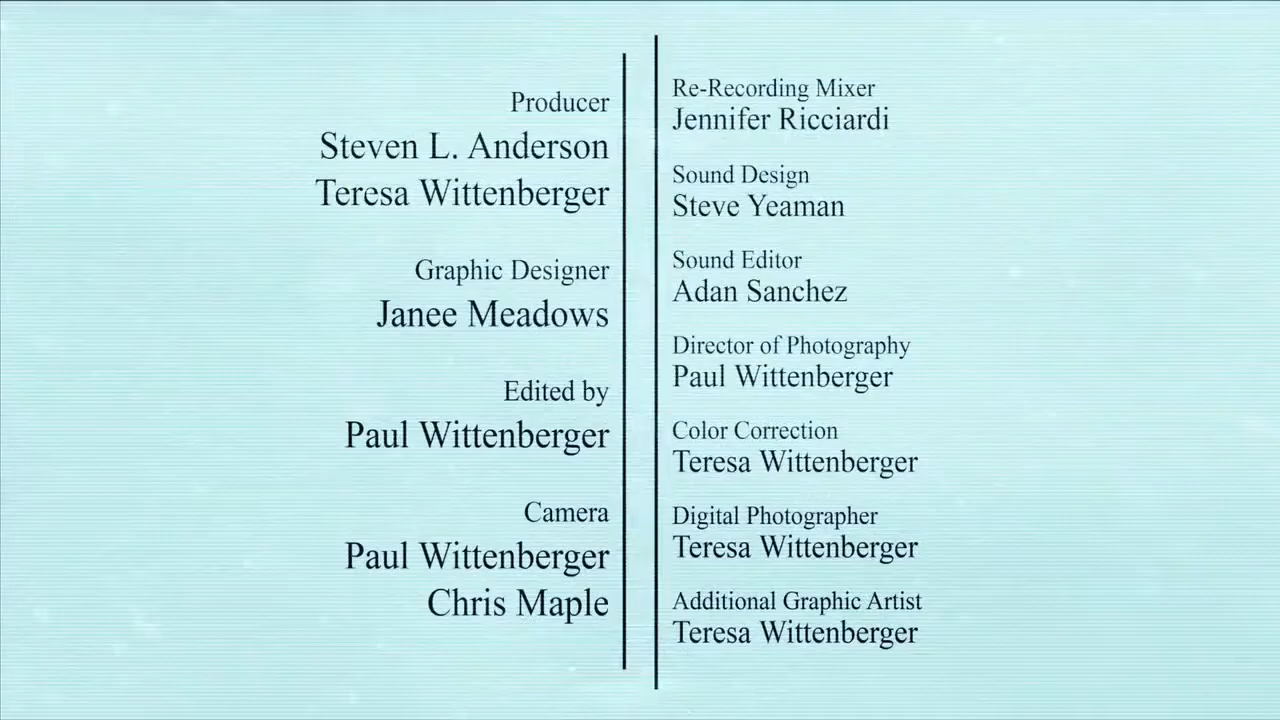 Producer
Steven L. Anderson
Teresa Wittenberger
Graphic Designer
Janee Meadows
Edited by
Paul Wittenberger
Camera
Paul Wittenberger
Chris Maple
Re-Recording Mixer
Jennifer Ricciardi
Sound Design
Steve Yeaman
Sound Editor
Adan Sanchez
Director of Photography
Paul Wittenberger
Color Correction
Teresa Wittenberger
Digital Photographer
Teresa Wittenberger
Additional Graphic Artist
Teresa Wittenberger